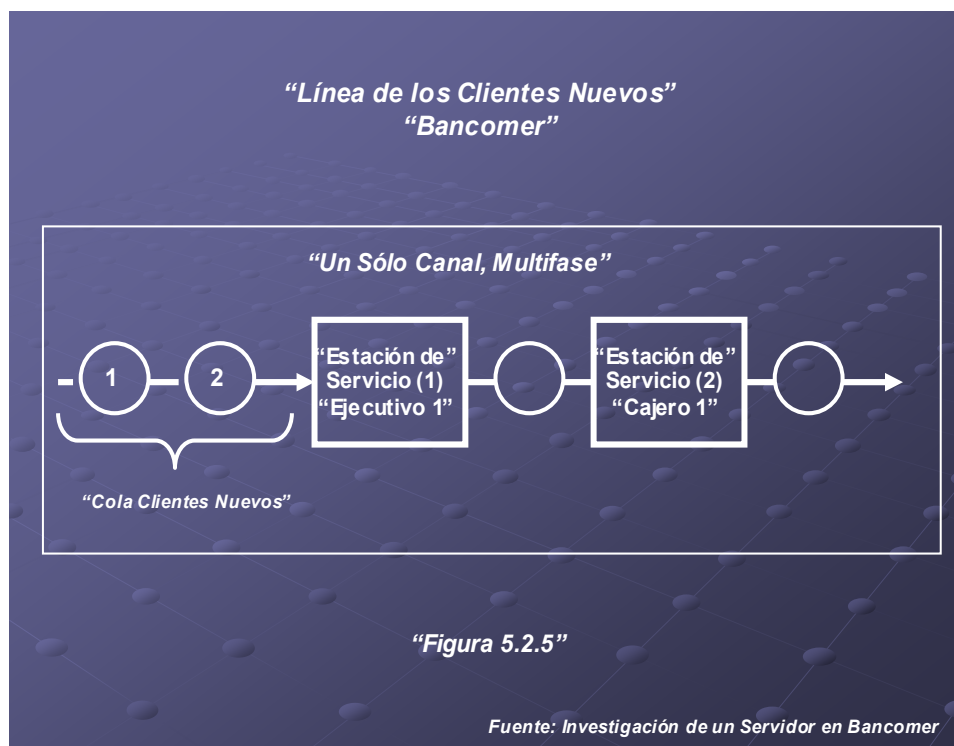 “Línea de los Clientes Nuevos”
“Bancomer”
“Un Sólo Canal, Multifase”
1
2
“Estación de”
Servicio (1)
“Ejecutivo 1”
“Estación de”
Servicio (2)
“Cajero 1”
“Cola Clientes Nuevos”
“Figura 5.2.5”
Fuente: Investigación de un Servidor en Bancomer